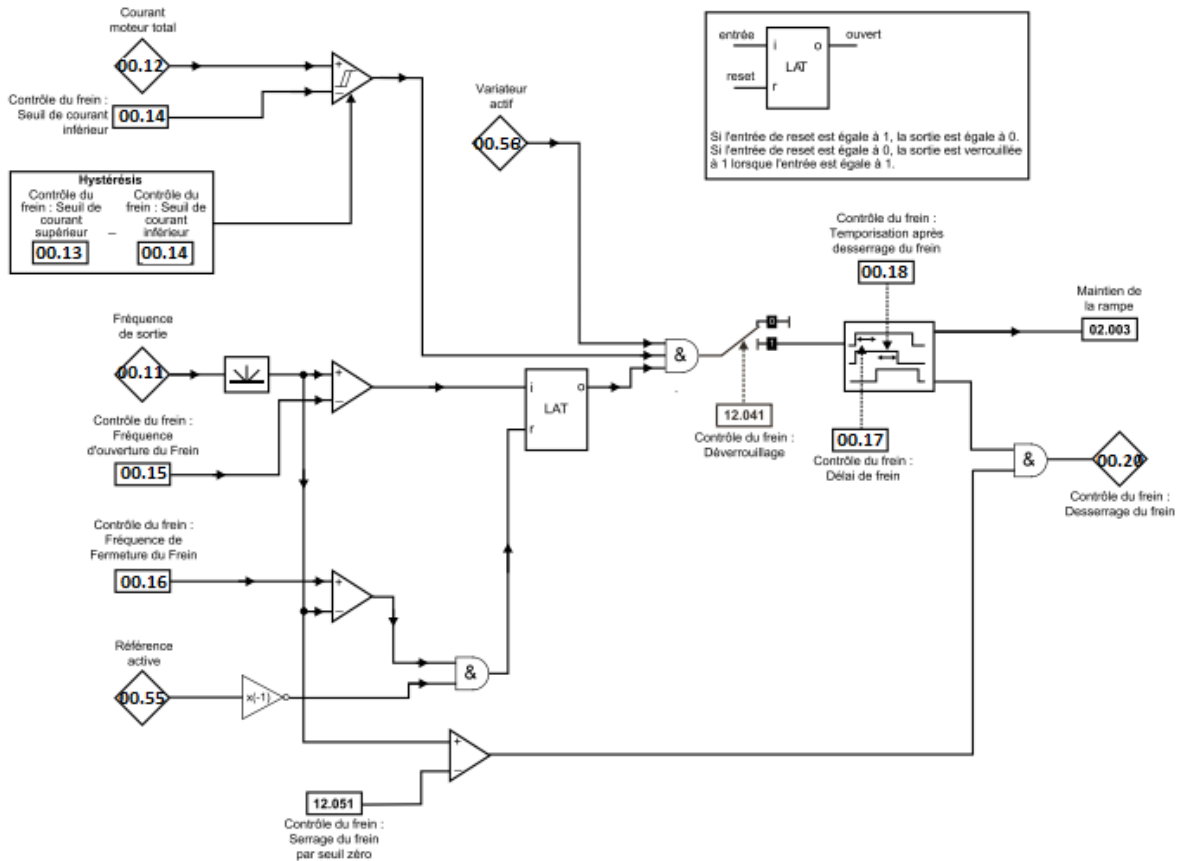 Courant
moteur total
00.12
Contrôle du frein :
Seuil de courant
inférieur
00.14
Hystérésis
Contrôle du
frein : Seuil de
courant
supérieur
00.13
–
Contrôle du
frein : Seuil de
courant
inférieur
00.14
+
–
Variateur
actif
00.56
entrée
i
o
ouvert
LAT
reset
r
Si l'entrée de reset est égale à 1, la sortie est égale à 0.
Si l'entrée de reset est égale à 0, la sortie est verrouillée
à 1 lorsque l'entrée est égale à 1.
Fréquence
de sortie
00.11
+
–
Contrôle du frein :
Fréquence
d'ouverture du Frein
00.15
i
o
LAT
r
&
0
1
12.041
Contrôle du frein :
Déverrouillage
Contrôle du frein :
Temporisation après
desserrage du frein
00.18
00.17
Contrôle du frein :
Délai de frein
Maintien de
la rampe
02.003
&
00.20
Contrôle du frein :
Desserrage du frein
Contrôle du frein :
Fréquence de
Fermeture du Frein
00.16
+
–
Référence
active
00.55
x(-1)
&
+
–
12.051
Contrôle du frein :
Serrage du frein
par seuil zéro